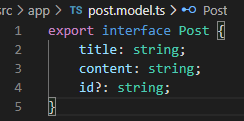 src > app > TS post.model.ts > Post
1 export interface Post {
2 title: string;
3 content: string;
4 id?: string;
5 }